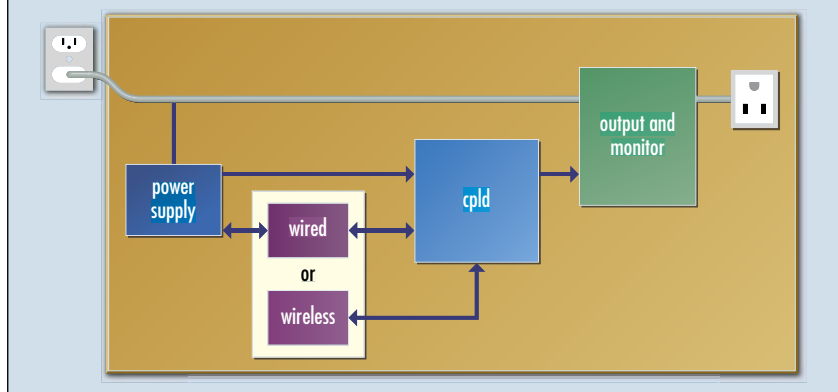 output and
monitor
power
supply
cpld
wired
or
wireless